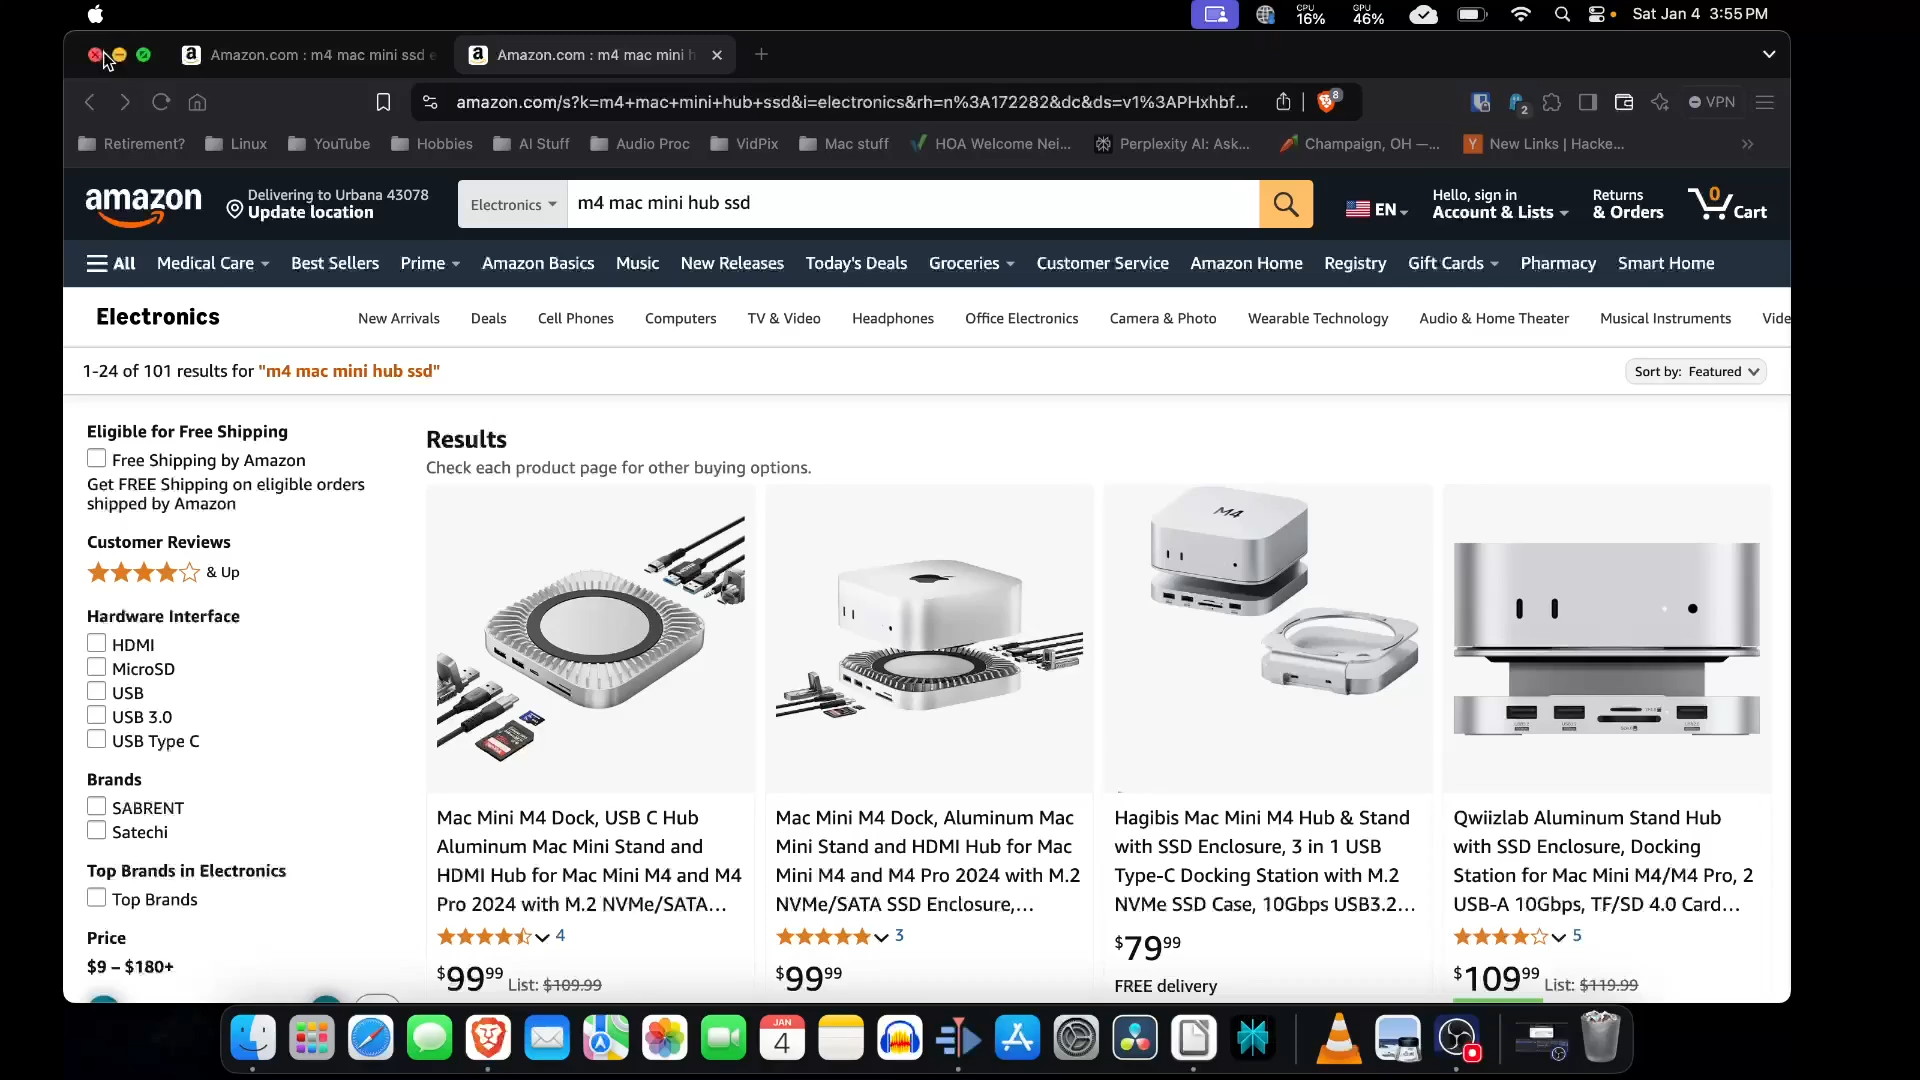 CPU
16%
GPU
46%
Sat Jan 4 3:55 PM
Amazon.com : m4 mac mini ssd e
Amazon.com : m4 mac mini h
amazon.com/s?k=m4+mac+mini+hub+ssd&i=electronics&rh=n%3A172282&dc&ds=v1%3APHxhbf...
8
2
VPN
Retirement?
Linux
YouTube
Hobbies
AI Stuff
Audio Proc
VidPix
Mac stuff
HOA Welcome Nei...
Perplexity AI: Ask...
Champaign, OH —...
Y
New Links | Hacke...
amazon
Delivering to Urbana 43078
Update location
Electronics
m4 mac mini hub ssd
EN
Hello, sign in
Account & Lists
Returns
& Orders
0
Cart
All
Medical Care
Best Sellers
Prime
Amazon Basics
Music
New Releases
Today's Deals
Groceries
Customer Service
Amazon Home
Registry
Gift Cards
Pharmacy
Smart Home
Electronics
New Arrivals
Deals
Cell Phones
Computers
TV & Video
Headphones
Office Electronics
Camera & Photo
Wearable Technology
Audio & Home Theater
Musical Instruments
Vide
1-24 of 101 results for "m4 mac mini hub ssd"
Sort by: Featured
Eligible for Free Shipping
Free Shipping by Amazon
Get FREE Shipping on eligible orders
shipped by Amazon
Customer Reviews
& Up
Hardware Interface
HDMI
MicroSD
USB
USB 3.0
USB Type C
Brands
SABRENT
Satechi
Top Brands in Electronics
Top Brands
Price
$9 – $180+
Results
Check each product page for other buying options.
Mac Mini M4 Dock, USB C Hub
Aluminum Mac Mini Stand and
HDMI Hub for Mac Mini M4 and M4
Pro 2024 with M.2 NVMe/SATA...
4
$99 99 List: $109.99
Mac Mini M4 Dock, Aluminum Mac
Mini Stand and HDMI Hub for Mac
Mini M4 and M4 Pro 2024 with M.2
NVMe/SATA SSD Enclosure,...
3
$99 99
M4
Hagibis Mac Mini M4 Hub & Stand
with SSD Enclosure, 3 in 1 USB
Type-C Docking Station with M.2
NVMe SSD Case, 10Gbps USB3.2...
$79 99
FREE delivery
Qwiizlab Aluminum Stand Hub
with SSD Enclosure, Docking
Station for Mac Mini M4/M4 Pro, 2
USB-A 10Gbps, TF/SD 4.0 Card...
5
$109 99 List: $119.99
JAN
4